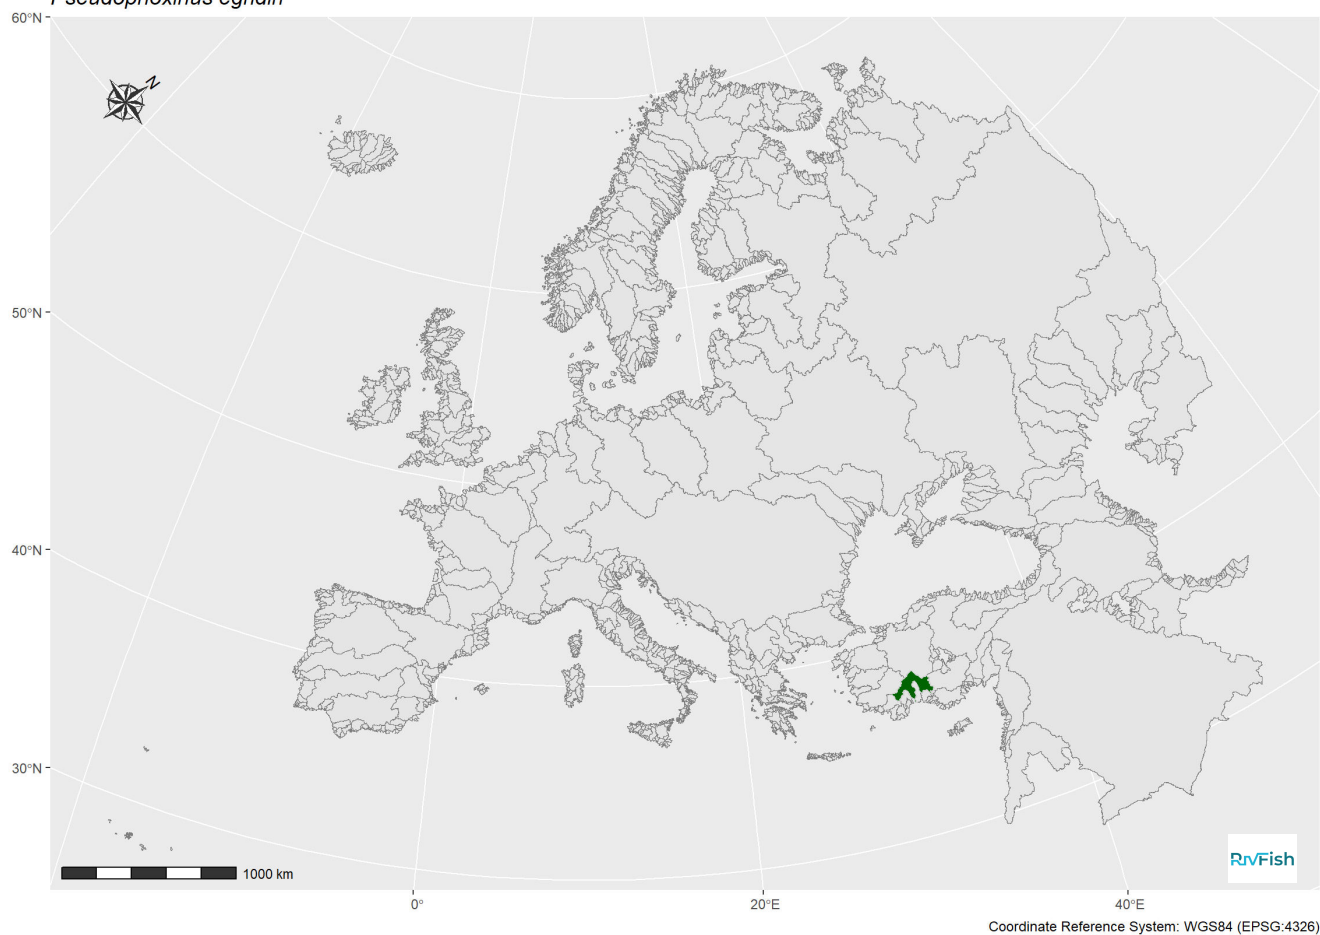 Pseudophoxinus egridiri
60°N
N
50°N
40°N
30°N
1000 km
RivFish
0°
20°E
40°E
Coordinate Reference System: WGS84 (EPSG:4326)